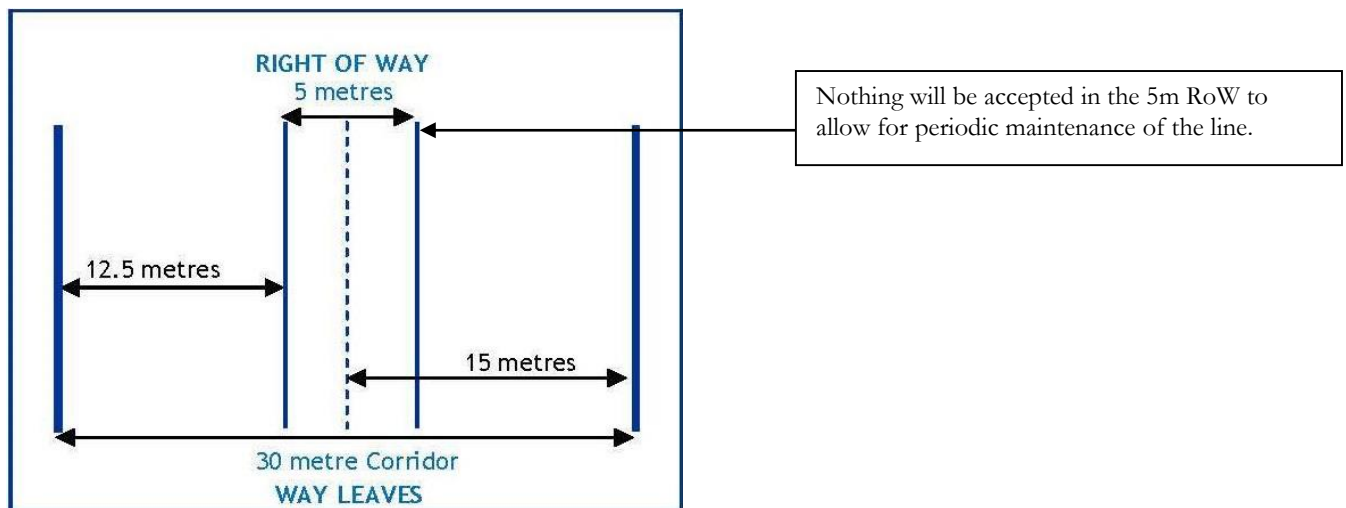 RIGHT OF WAY
5 metres
Nothing will be accepted in the 5m RoW to
allow for periodic maintenance of the line.
12.5 metres
15 metres
30 metre Corridor
WAY LEAVES